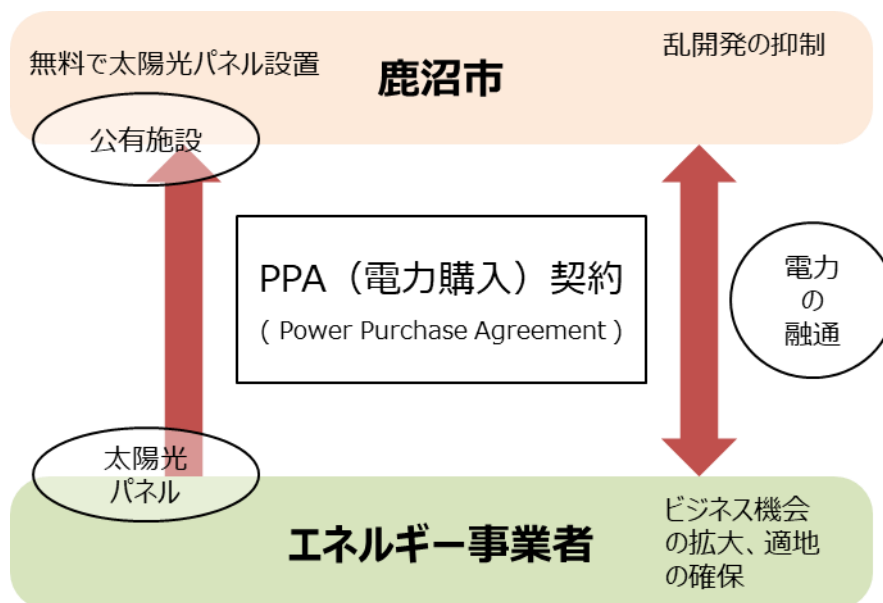 無料で太陽光パネル設置
鹿沼市
乱開発の抑制
公有施設
PPA（電力購入）契約
( Power Purchase Agreement )
電力
の
融通
太陽光
パネル
エネルギー事業者
ビジネス機会
の拡大、適地
の確保